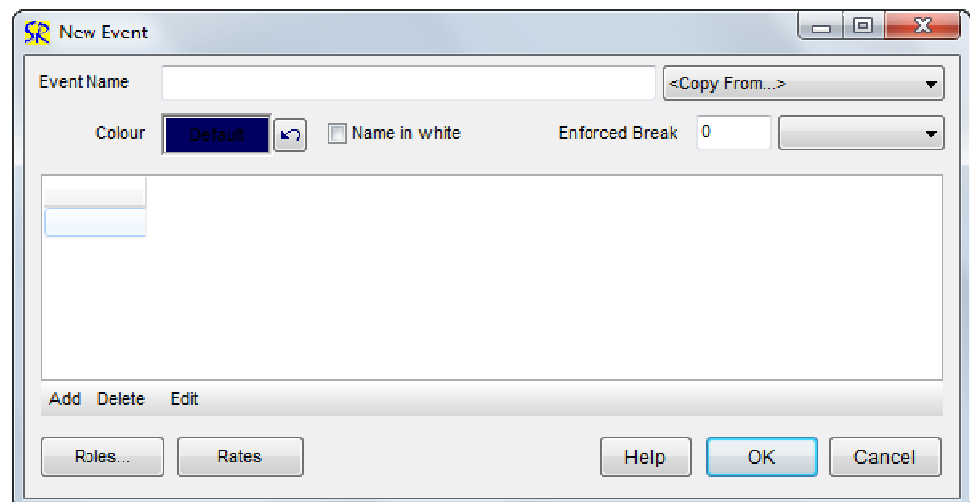 SR New Event
Event Name <Copy From...>
Colour Default Name in white Enforced Break 0
Add Delete Edit
Roles... Rates Help OK Cancel